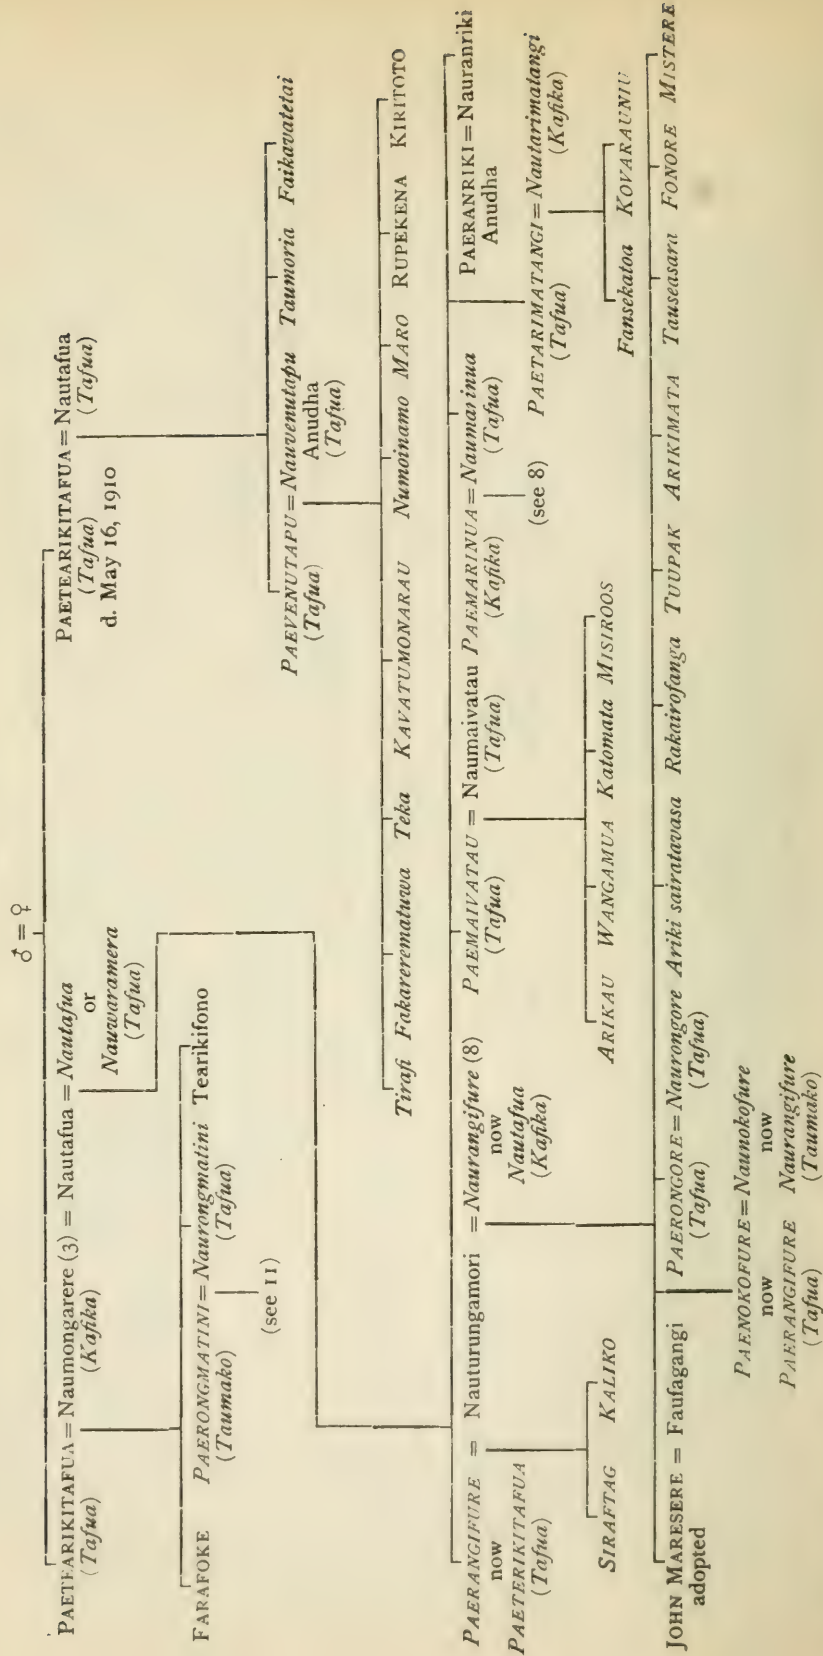 ♂ = ♀
PAETEARIKITAFUA = Naumongarere (3) = Nautafua = Nautafua
(Tafua) (Kafika) or
Nauwaramera
(Tafua)
PAETEARIKITAFUA = Nautafua
(Tafua) (Tafua)
d. May 16, 1910
FARAFOKE PAERONGMATINI = Naurongmatini Tearikifono
(Taumako) (Tafua)
(see 11)
PAEVENUTAPU = Nauvenutapu Taumoria Faikavatetai
(Tafua) Anudha
(Tafua)
Tirafi Fakarerematuwa Teka KAVATUMONARAU Numoinamo MARO RUPEKENA KIRITOTO
PAERANGIFURE = Nauturungamori = Naurangifure (8) PAEMAIVATAU = Naumaivatau PAEMARINUA = Naumarinua PAERANRIKI = Nauranriki
now now (Tafua) (Tafua) (Kafika) (Tafua) Anudha
PAETERIKITAFUA Nautafua
(Tafua) (Kafika)
(see 8)
PAETARIMATANGI = Nautarimatangi
(Tafua) (Kafika)
SIRAFTAG KALIKO
ARIKAU WANGAMUA Katomata MISIROOS
Fansekatoa KOVARAUNIU
JOHN MARESERE = Faufagangi PAERONGORE = Naurongore Ariki sairatavasa Rakairofanga TUUPAK ARIKIMATA Tauseasara FONORE MISTERE
adopted (Tafua) (Tafua)
PAENOKOFURE = Naunokofure
now now
PAERANGIFURE Naurangifure
(Tafua) (Taumako)